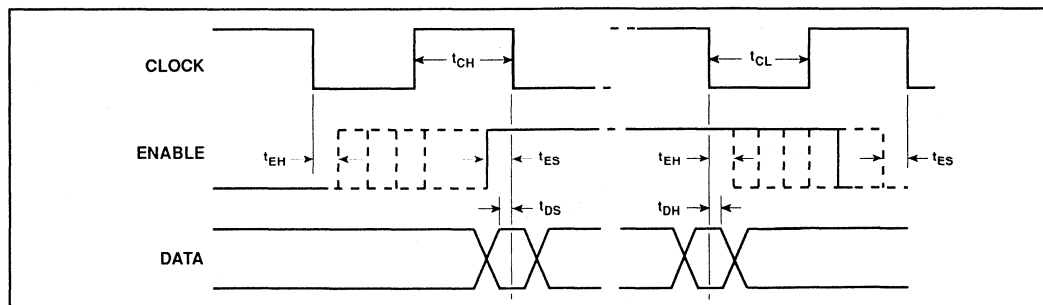 CLOCK
tCH
tCL
ENABLE
tEH
tES
tEH
tES
tDS
tDH
DATA